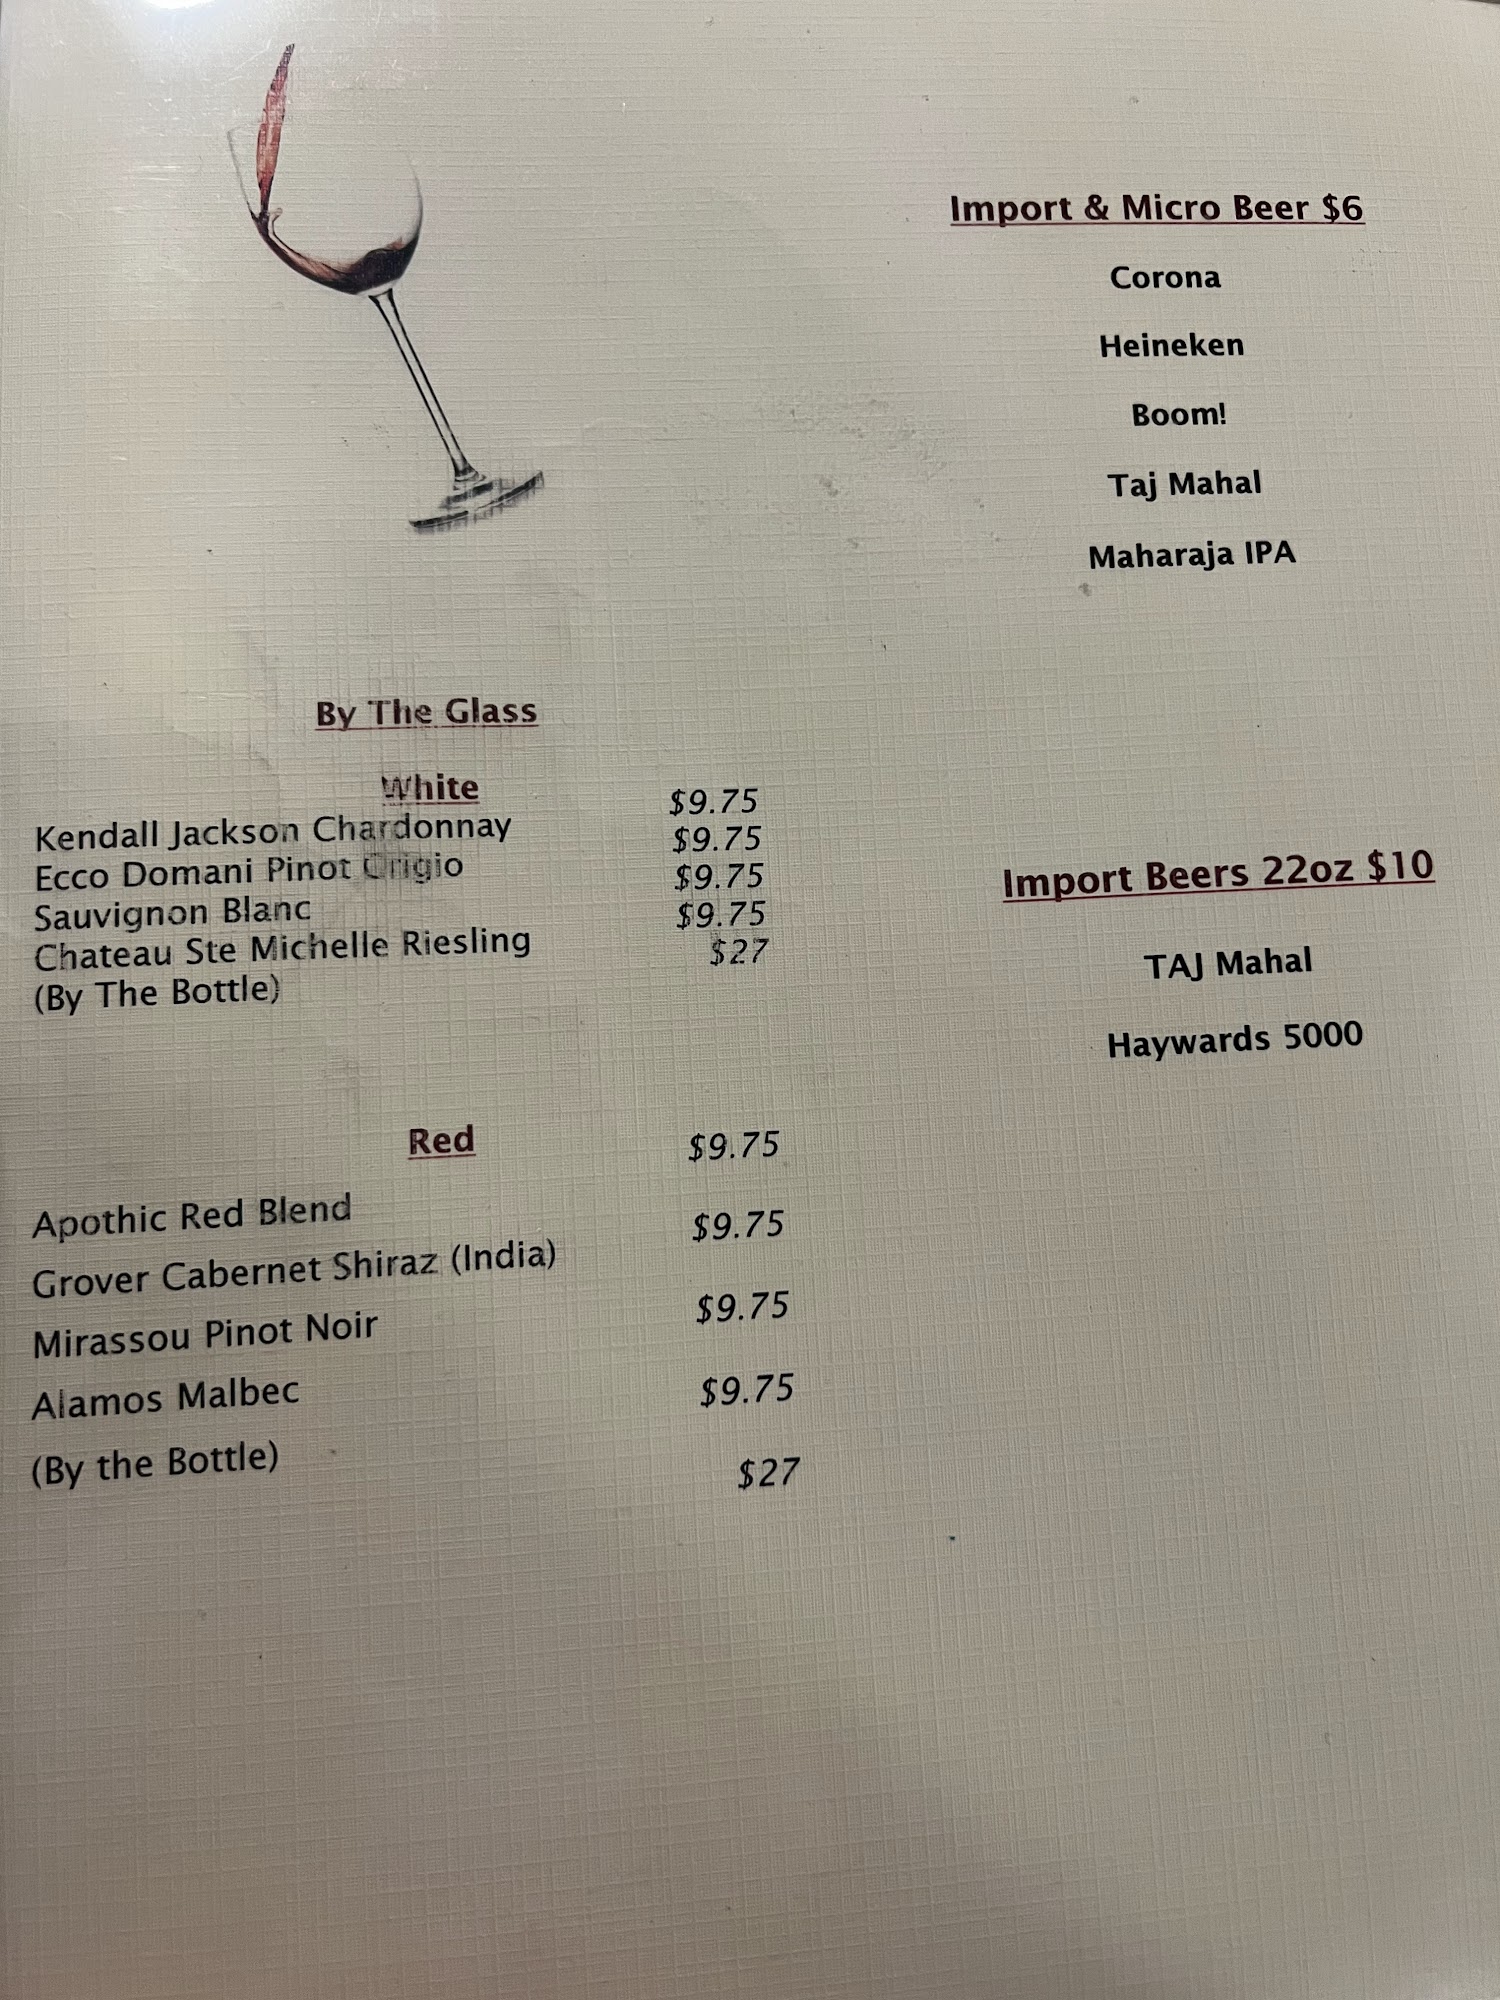 Import & Micro Beer $6
Corona
Heineken
Boom!
Taj Mahal
Maharaja IPA
By The Glass
White
Kendall Jackson Chardonnay $9.75
Ecco Domani Pinot Grigio $9.75
Sauvignon Blanc $9.75
Chateau Ste Michelle Riesling $9.75
(By The Bottle) $27
Import Beers 22oz $10
TAJ Mahal
Haywards 5000
Red
Apothic Red Blend $9.75
Grover Cabernet Shiraz (India) $9.75
Mirassou Pinot Noir $9.75
Alamos Malbec $9.75
(By the Bottle) $27